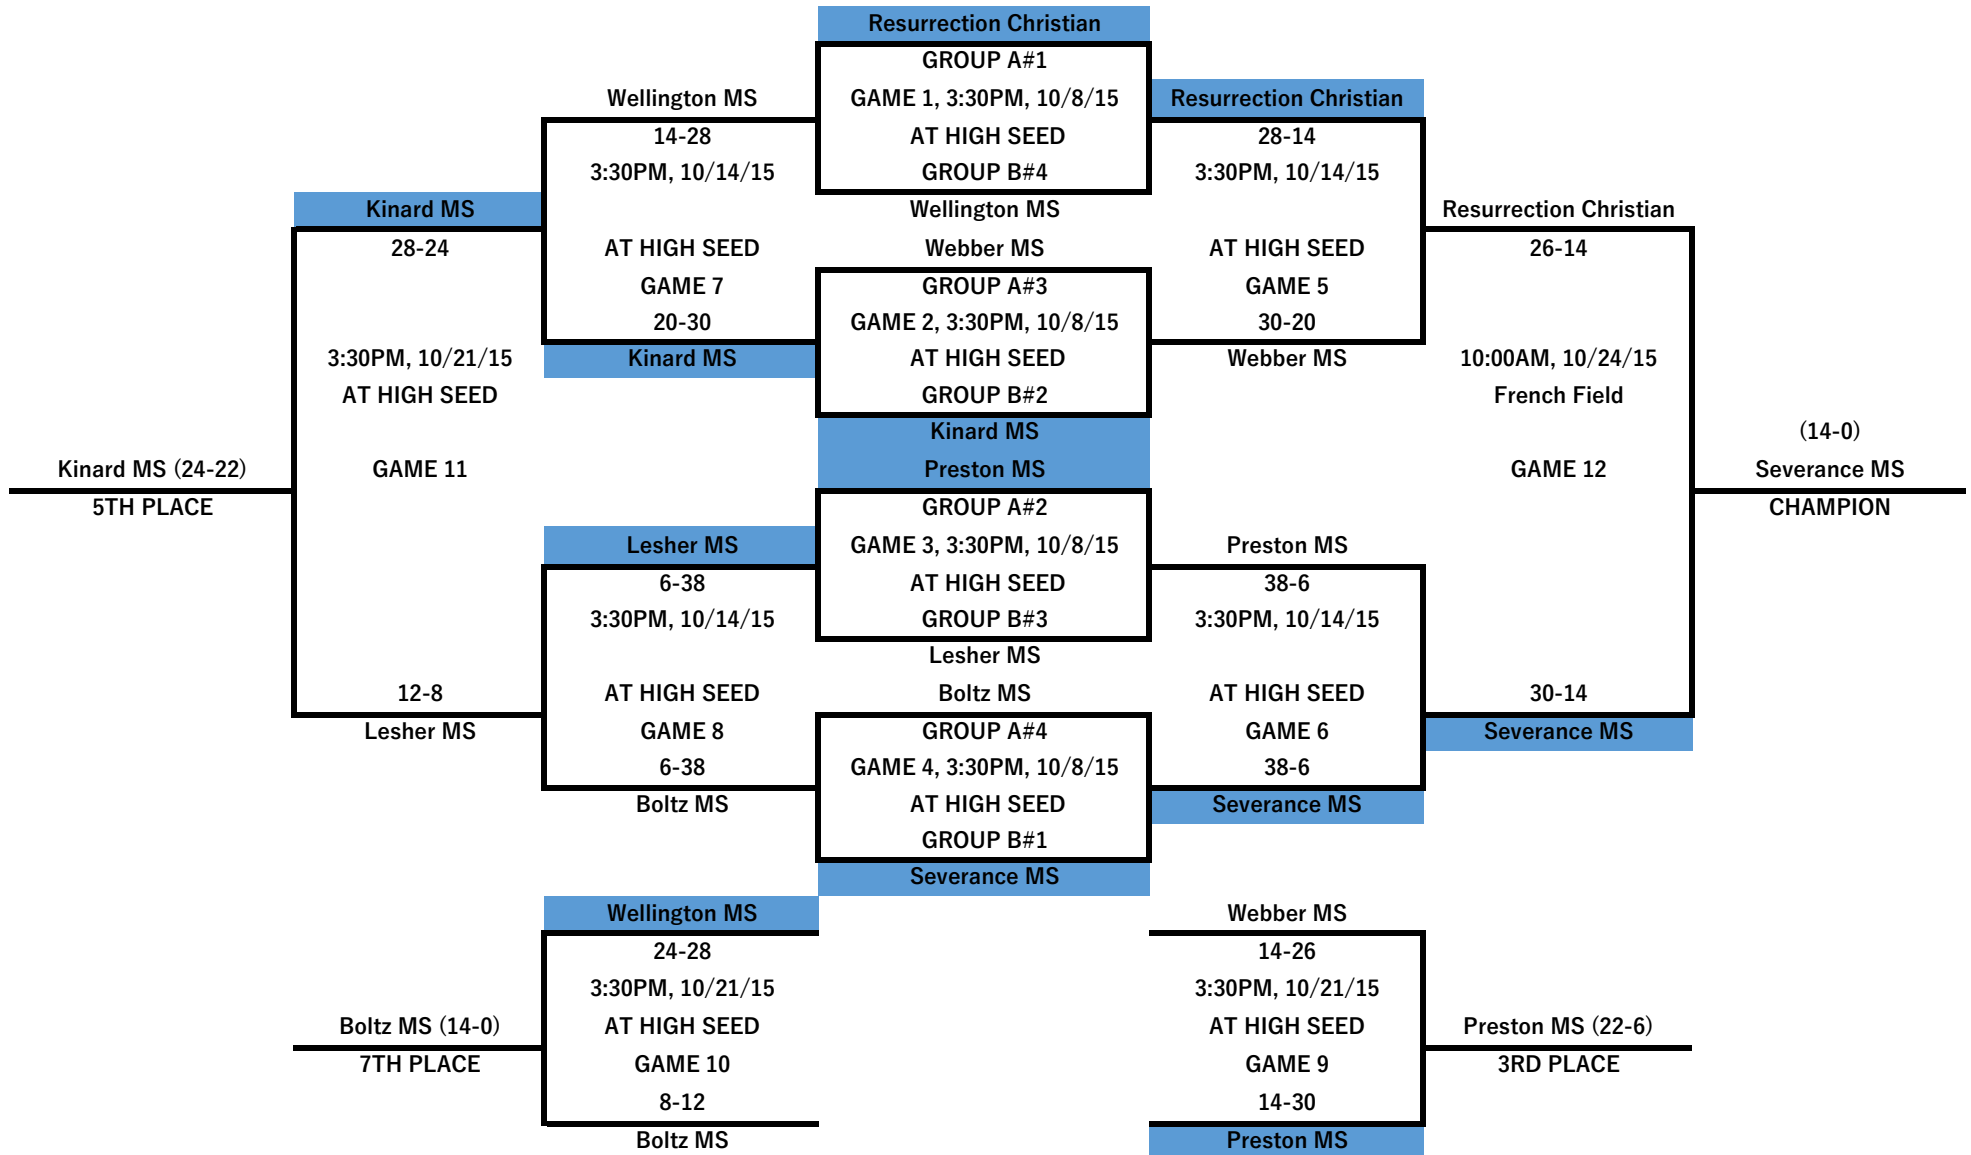 Resurrection Christian
GROUP A#1
Wellington MS
GAME 1, 3:30PM, 10/8/15
Resurrection Christian
14-28
AT HIGH SEED
28-14
3:30PM, 10/14/15
GROUP B#4
3:30PM, 10/14/15
Kinard MS
Wellington MS
Resurrection Christian
28-24
AT HIGH SEED
Webber MS
AT HIGH SEED
26-14
GAME 7
GROUP A#3
GAME 5
20-30
GAME 2, 3:30PM, 10/8/15
30-20
3:30PM, 10/21/15
Kinard MS
AT HIGH SEED
Webber MS
10:00AM, 10/24/15
AT HIGH SEED
GROUP B#2
French Field
Kinard MS
(14-0)
Kinard MS (24-22)
GAME 11
Preston MS
GAME 12
Severance MS
5TH PLACE
GROUP A#2
CHAMPION
Lesher MS
GAME 3, 3:30PM, 10/8/15
Preston MS
6-38
AT HIGH SEED
38-6
3:30PM, 10/14/15
GROUP B#3
3:30PM, 10/14/15
Lesher MS
12-8
AT HIGH SEED
Boltz MS
AT HIGH SEED
30-14
Lesher MS
GAME 8
GROUP A#4
GAME 6
Severance MS
6-38
GAME 4, 3:30PM, 10/8/15
38-6
Boltz MS
AT HIGH SEED
Severance MS
GROUP B#1
Severance MS
Wellington MS
Webber MS
24-28
14-26
3:30PM, 10/21/15
3:30PM, 10/21/15
Boltz MS (14-0)
AT HIGH SEED
AT HIGH SEED
Preston MS (22-6)
7TH PLACE
GAME 10
GAME 9
3RD PLACE
8-12
14-30
Boltz MS
Preston MS